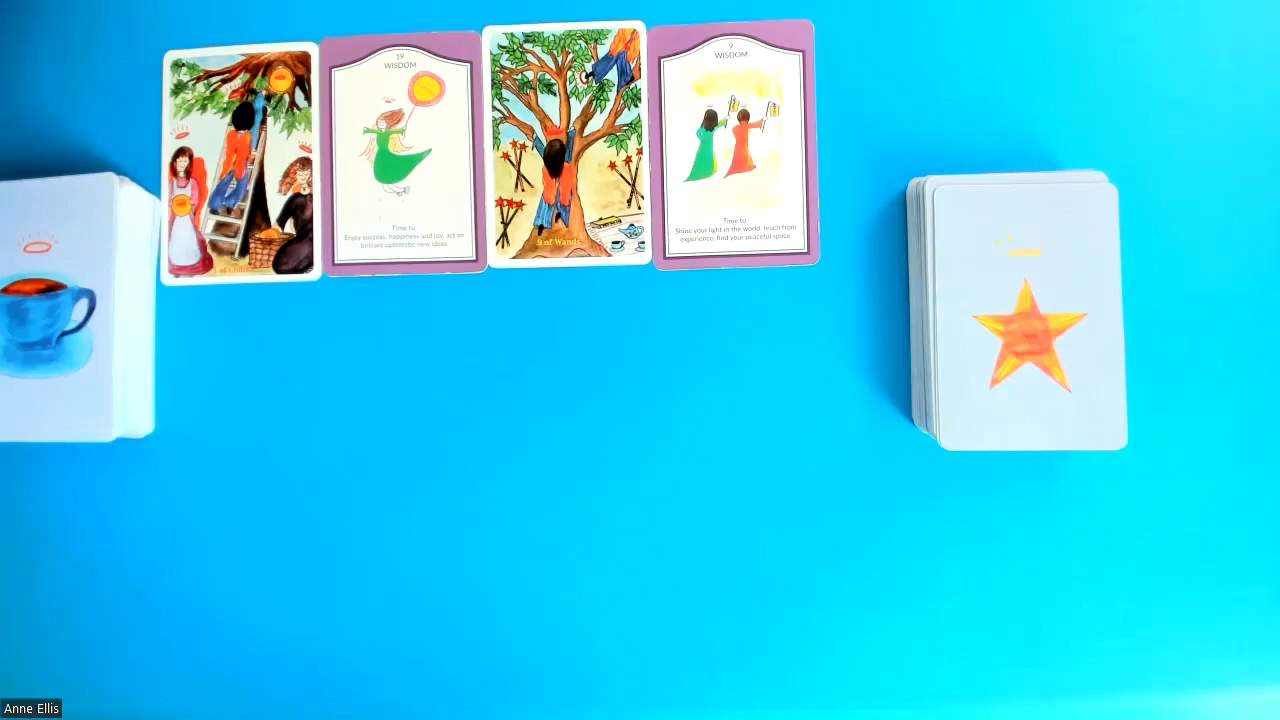 19
WISDOM
Time to:
Enjoy success, happiness and joy, act on
brilliant optimistic new ideas
9 of Wands
9
WISDOM
Time to:
Shine your light in the world, teach from
experience, find your peaceful space
Anne Ellis